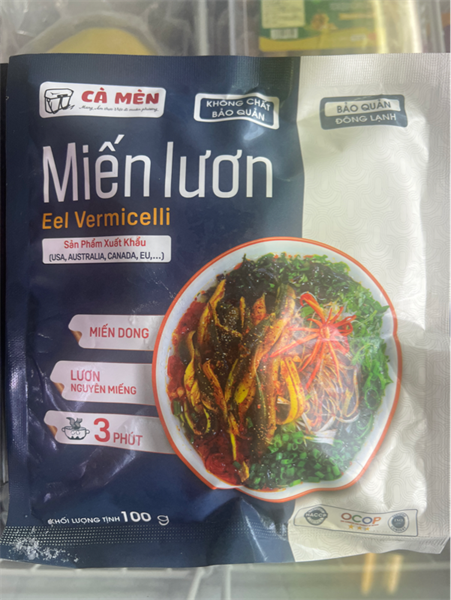 CÀ MÈN
KHÔNG CHẤT
BẢO QUẢN
BẢO QUẢN
ĐÔNG LẠNH
Miến lươn
Eel Vermicelli
Sản Phẩm Xuất Khẩu
(USA, AUSTRALIA, CANADA, EU,...)
MIẾN DONG
LƯƠN
NGUYÊN MIẾNG
3 PHÚT
KHỐI LƯỢNG TỊNH 100 g
OCOP